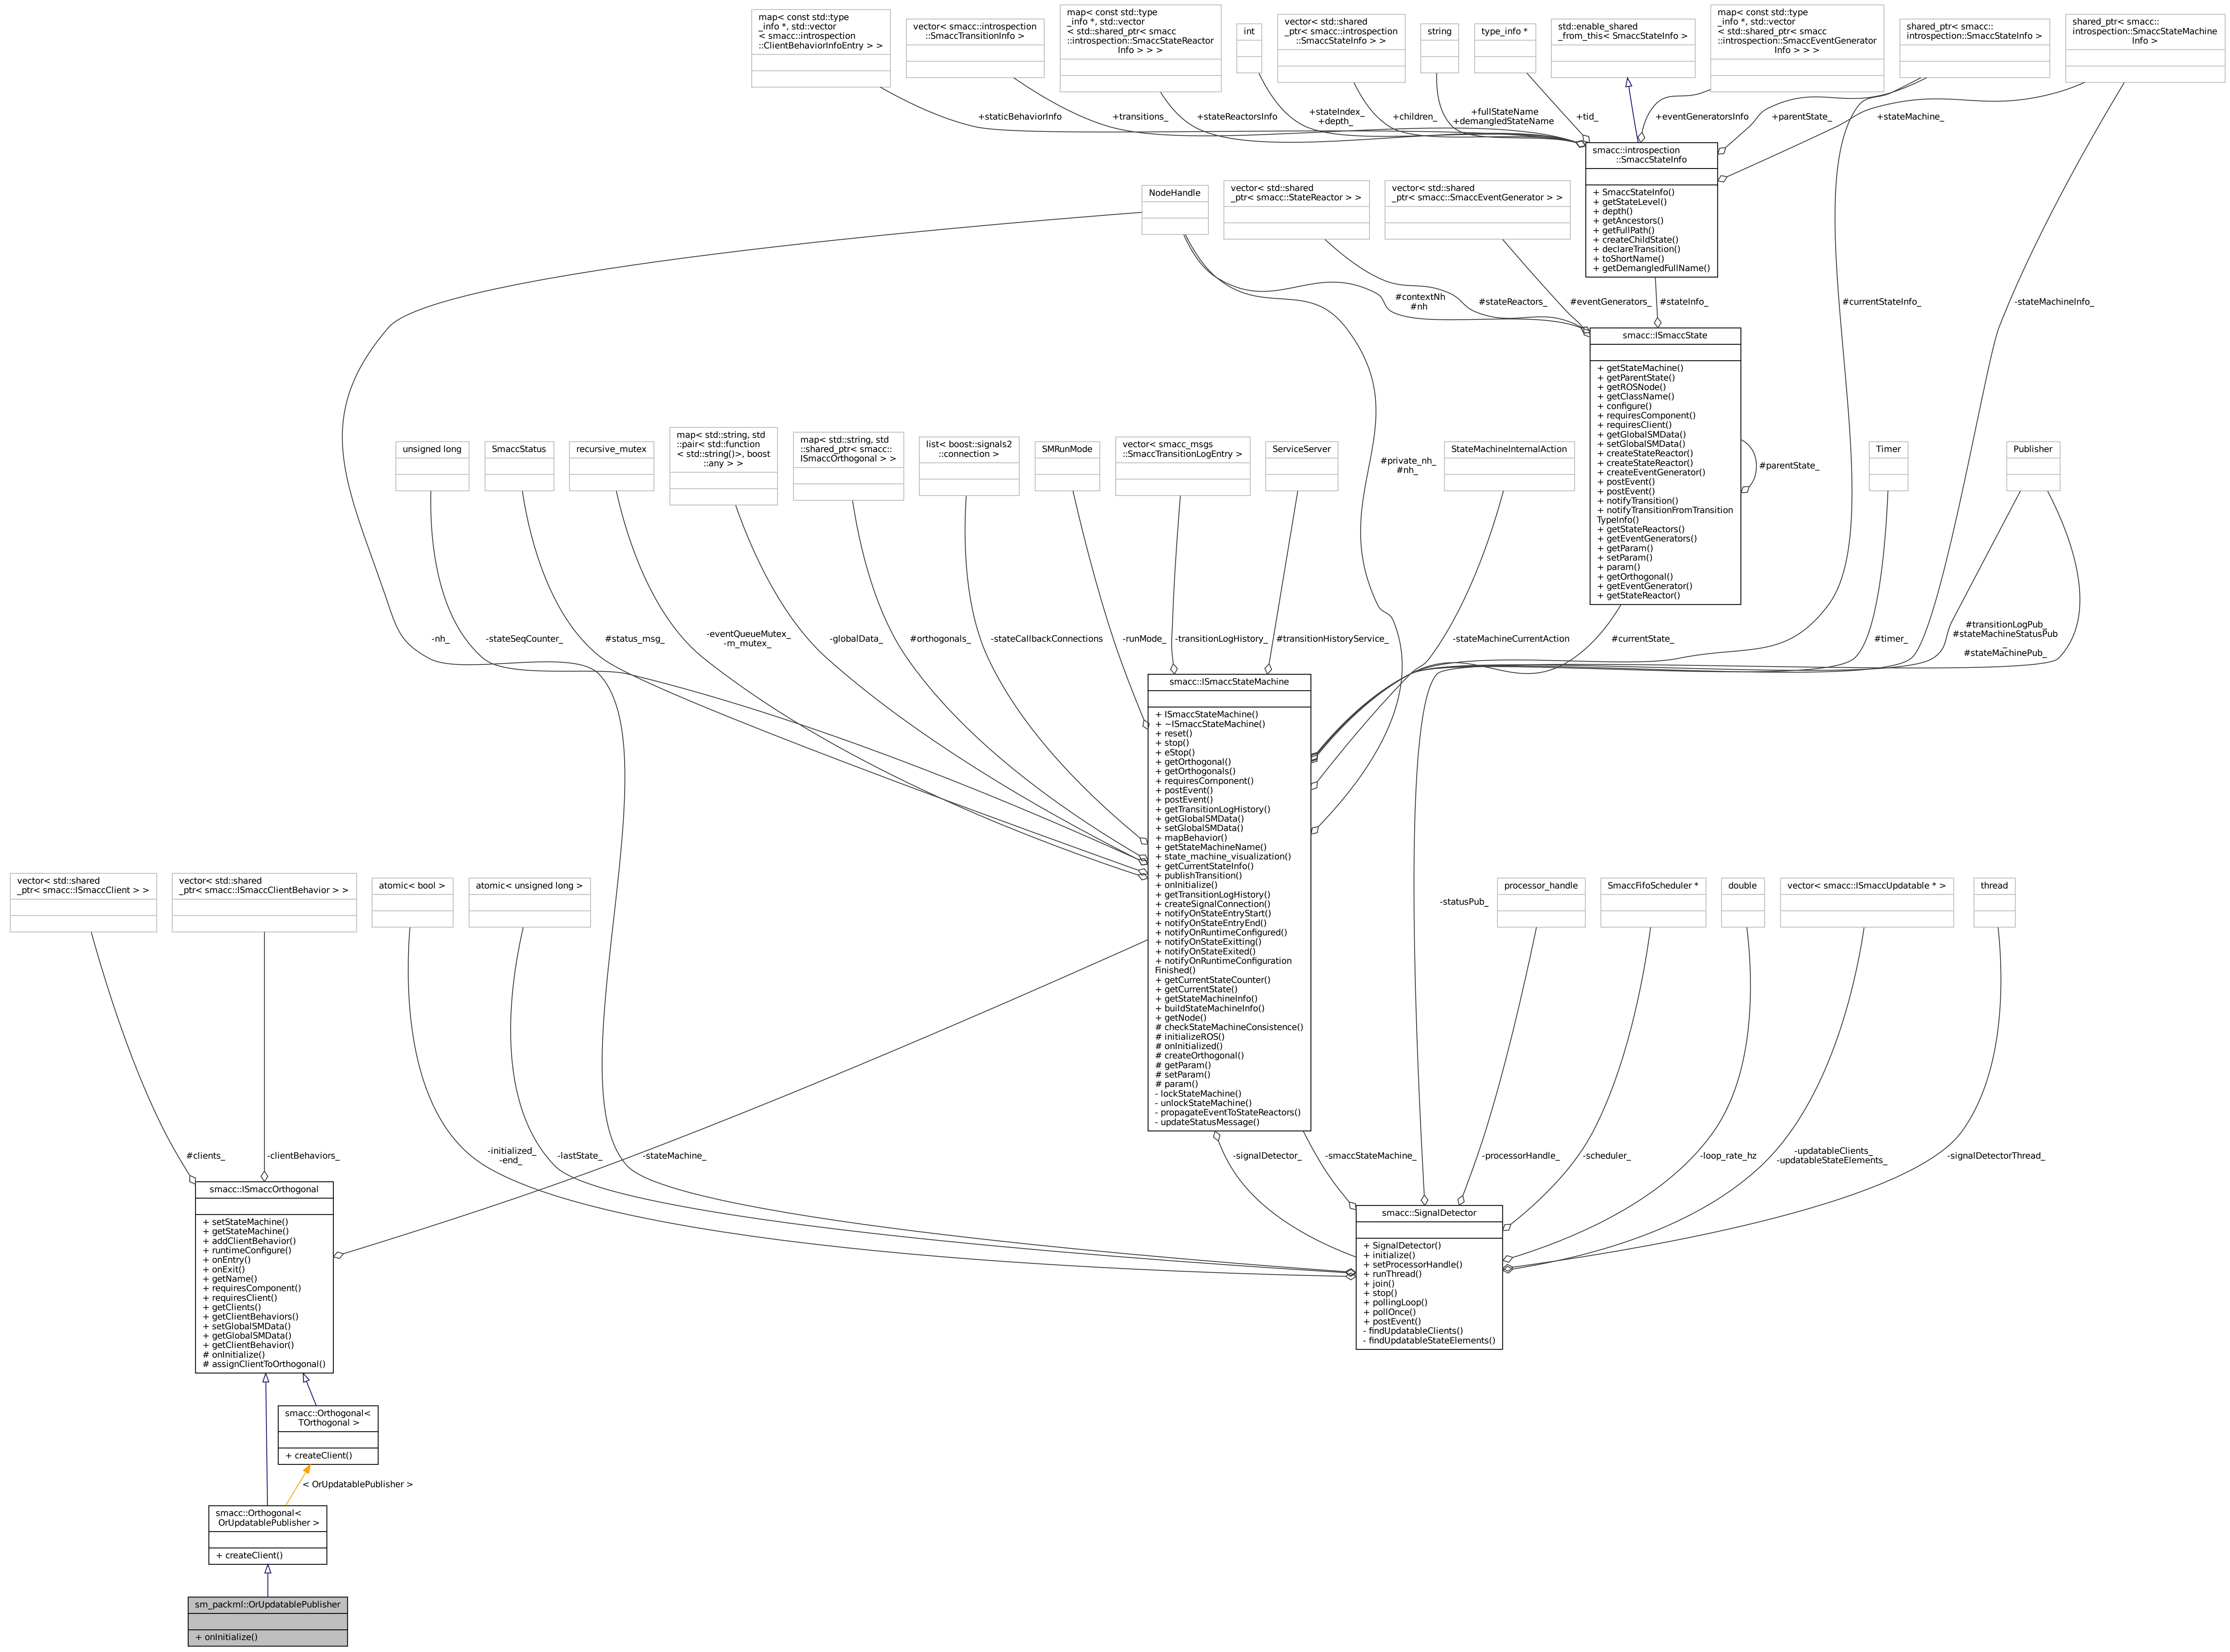 map< const std::type
_info *, std::vector
< smacc::introspection
::ClientBehaviorInfoEntry > >
vector< smacc::introspection
::SmaccTransitionInfo >
map< const std::type
_info *, std::vector
< std::shared_ptr< smacc
::introspection::SmaccStateReactor
Info > > >
int
vector< std::shared
_ptr< smacc::introspection
::SmaccStateInfo > >
string
type_info *
std::enable_shared
_from_this< SmaccStateInfo >
map< const std::type
_info *, std::vector
< std::shared_ptr< smacc
::introspection::SmaccEventGenerator
Info > > >
shared_ptr< smacc::
introspection::SmaccStateInfo >
shared_ptr< smacc::
introspection::SmaccStateMachine
Info >
+staticBehaviorInfo
+transitions_
+stateReactorsInfo
+stateIndex_
+depth_
+children_
+fullStateName
+demangledStateName
+tid_
+eventGeneratorsInfo
+parentState_
+stateMachine_
smacc::introspection
::SmaccStateInfo
+ SmaccStateInfo()
+ getStateLevel()
+ depth()
+ getAncestors()
+ getFullPath()
+ createChildState()
+ declareTransition()
+ toShortName()
+ getDemangledFullName()
NodeHandle
vector< std::shared
_ptr< smacc::StateReactor > >
vector< std::shared
_ptr< smacc::SmaccEventGenerator > >
#contextNh
#nh
#stateReactors_
#eventGenerators_
#stateInfo_
#currentStateInfo_
-stateMachineInfo_
smacc::ISmaccState
+ getStateMachine()
+ getParentState()
+ getROSNode()
+ getClassName()
+ configure()
+ requiresComponent()
+ requiresClient()
+ getGlobalSMData()
+ setGlobalSMData()
+ createStateReactor()
+ createStateReactor()
+ createEventGenerator()
+ postEvent()
+ postEvent()
+ notifyTransition()
+ notifyTransitionFromTransition
TypeInfo()
+ getStateReactors()
+ getEventGenerators()
+ getParam()
+ setParam()
+ param()
+ getOrthogonal()
+ getEventGenerator()
+ getStateReactor()
#parentState_
unsigned long
SmaccStatus
recursive_mutex
map< std::string, std
::pair< std::function
< std::string()>, boost
::any > >
map< std::string, std
::shared_ptr< smacc::
ISmaccOrthogonal > >
list< boost::signals2
::connection >
SMRunMode
vector< smacc_msgs
::SmaccTransitionLogEntry >
ServiceServer
#private_nh_
#nh_
StateMachineInternalAction
Timer
Publisher
-nh_
-stateSeqCounter_
#status_msg_
-eventQueueMutex_
-m_mutex_
-globalData_
#orthogonals_
-stateCallbackConnections
-runMode_
-transitionLogHistory_
#transitionHistoryService_
-stateMachineCurrentAction
#currentState_
#timer_
#transitionLogPub_
#stateMachineStatusPub
_
#stateMachinePub_
smacc::ISmaccStateMachine
+ ISmaccStateMachine()
+ ~ISmaccStateMachine()
+ reset()
+ stop()
+ eStop()
+ getOrthogonal()
+ getOrthogonals()
+ requiresComponent()
+ postEvent()
+ postEvent()
+ getTransitionLogHistory()
+ getGlobalSMData()
+ setGlobalSMData()
+ mapBehavior()
+ getStateMachineName()
+ state_machine_visualization()
+ getCurrentStateInfo()
+ publishTransition()
+ onInitialize()
+ getTransitionLogHistory()
+ createSignalConnection()
+ notifyOnStateEntryStart()
+ notifyOnStateEntryEnd()
+ notifyOnRuntimeConfigured()
+ notifyOnStateExitting()
+ notifyOnStateExited()
+ notifyOnRuntimeConfiguration
Finished()
+ getCurrentStateCounter()
+ getCurrentState()
+ getStateMachineInfo()
+ buildStateMachineInfo()
+ getNode()
# checkStateMachineConsistence()
# initializeROS()
# onInitialized()
# createOrthogonal()
# getParam()
# setParam()
# param()
- lockStateMachine()
- unlockStateMachine()
- propagateEventToStateReactors()
- updateStatusMessage()
vector< std::shared
_ptr< smacc::ISmaccClient > >
vector< std::shared
_ptr< smacc::ISmaccClientBehavior > >
atomic< bool >
atomic< unsigned long >
-statusPub_
processor_handle
SmaccFifoScheduler *
double
vector< smacc::ISmaccUpdatable * >
thread
#clients_
-clientBehaviors_
-initialized_
-end_
-lastState_
-stateMachine_
-signalDetector_
-smaccStateMachine_
-processorHandle_
-scheduler_
-loop_rate_hz
-updatableClients_
-updatableStateElements_
-signalDetectorThread_
smacc::ISmaccOrthogonal
+ setStateMachine()
+ getStateMachine()
+ addClientBehavior()
+ runtimeConfigure()
+ onEntry()
+ onExit()
+ getName()
+ requiresComponent()
+ requiresClient()
+ getClients()
+ getClientBehaviors()
+ setGlobalSMData()
+ getGlobalSMData()
+ getClientBehavior()
# onInitialize()
# assignClientToOrthogonal()
smacc::SignalDetector
+ SignalDetector()
+ initialize()
+ setProcessorHandle()
+ runThread()
+ join()
+ stop()
+ pollingLoop()
+ pollOnce()
+ postEvent()
- findUpdatableClients()
- findUpdatableStateElements()
smacc::Orthogonal<
TOrthogonal >
+ createClient()
< OrUpdatablePublisher >
smacc::Orthogonal<
OrUpdatablePublisher >
+ createClient()
sm_packml::OrUpdatablePublisher
+ onInitialize()